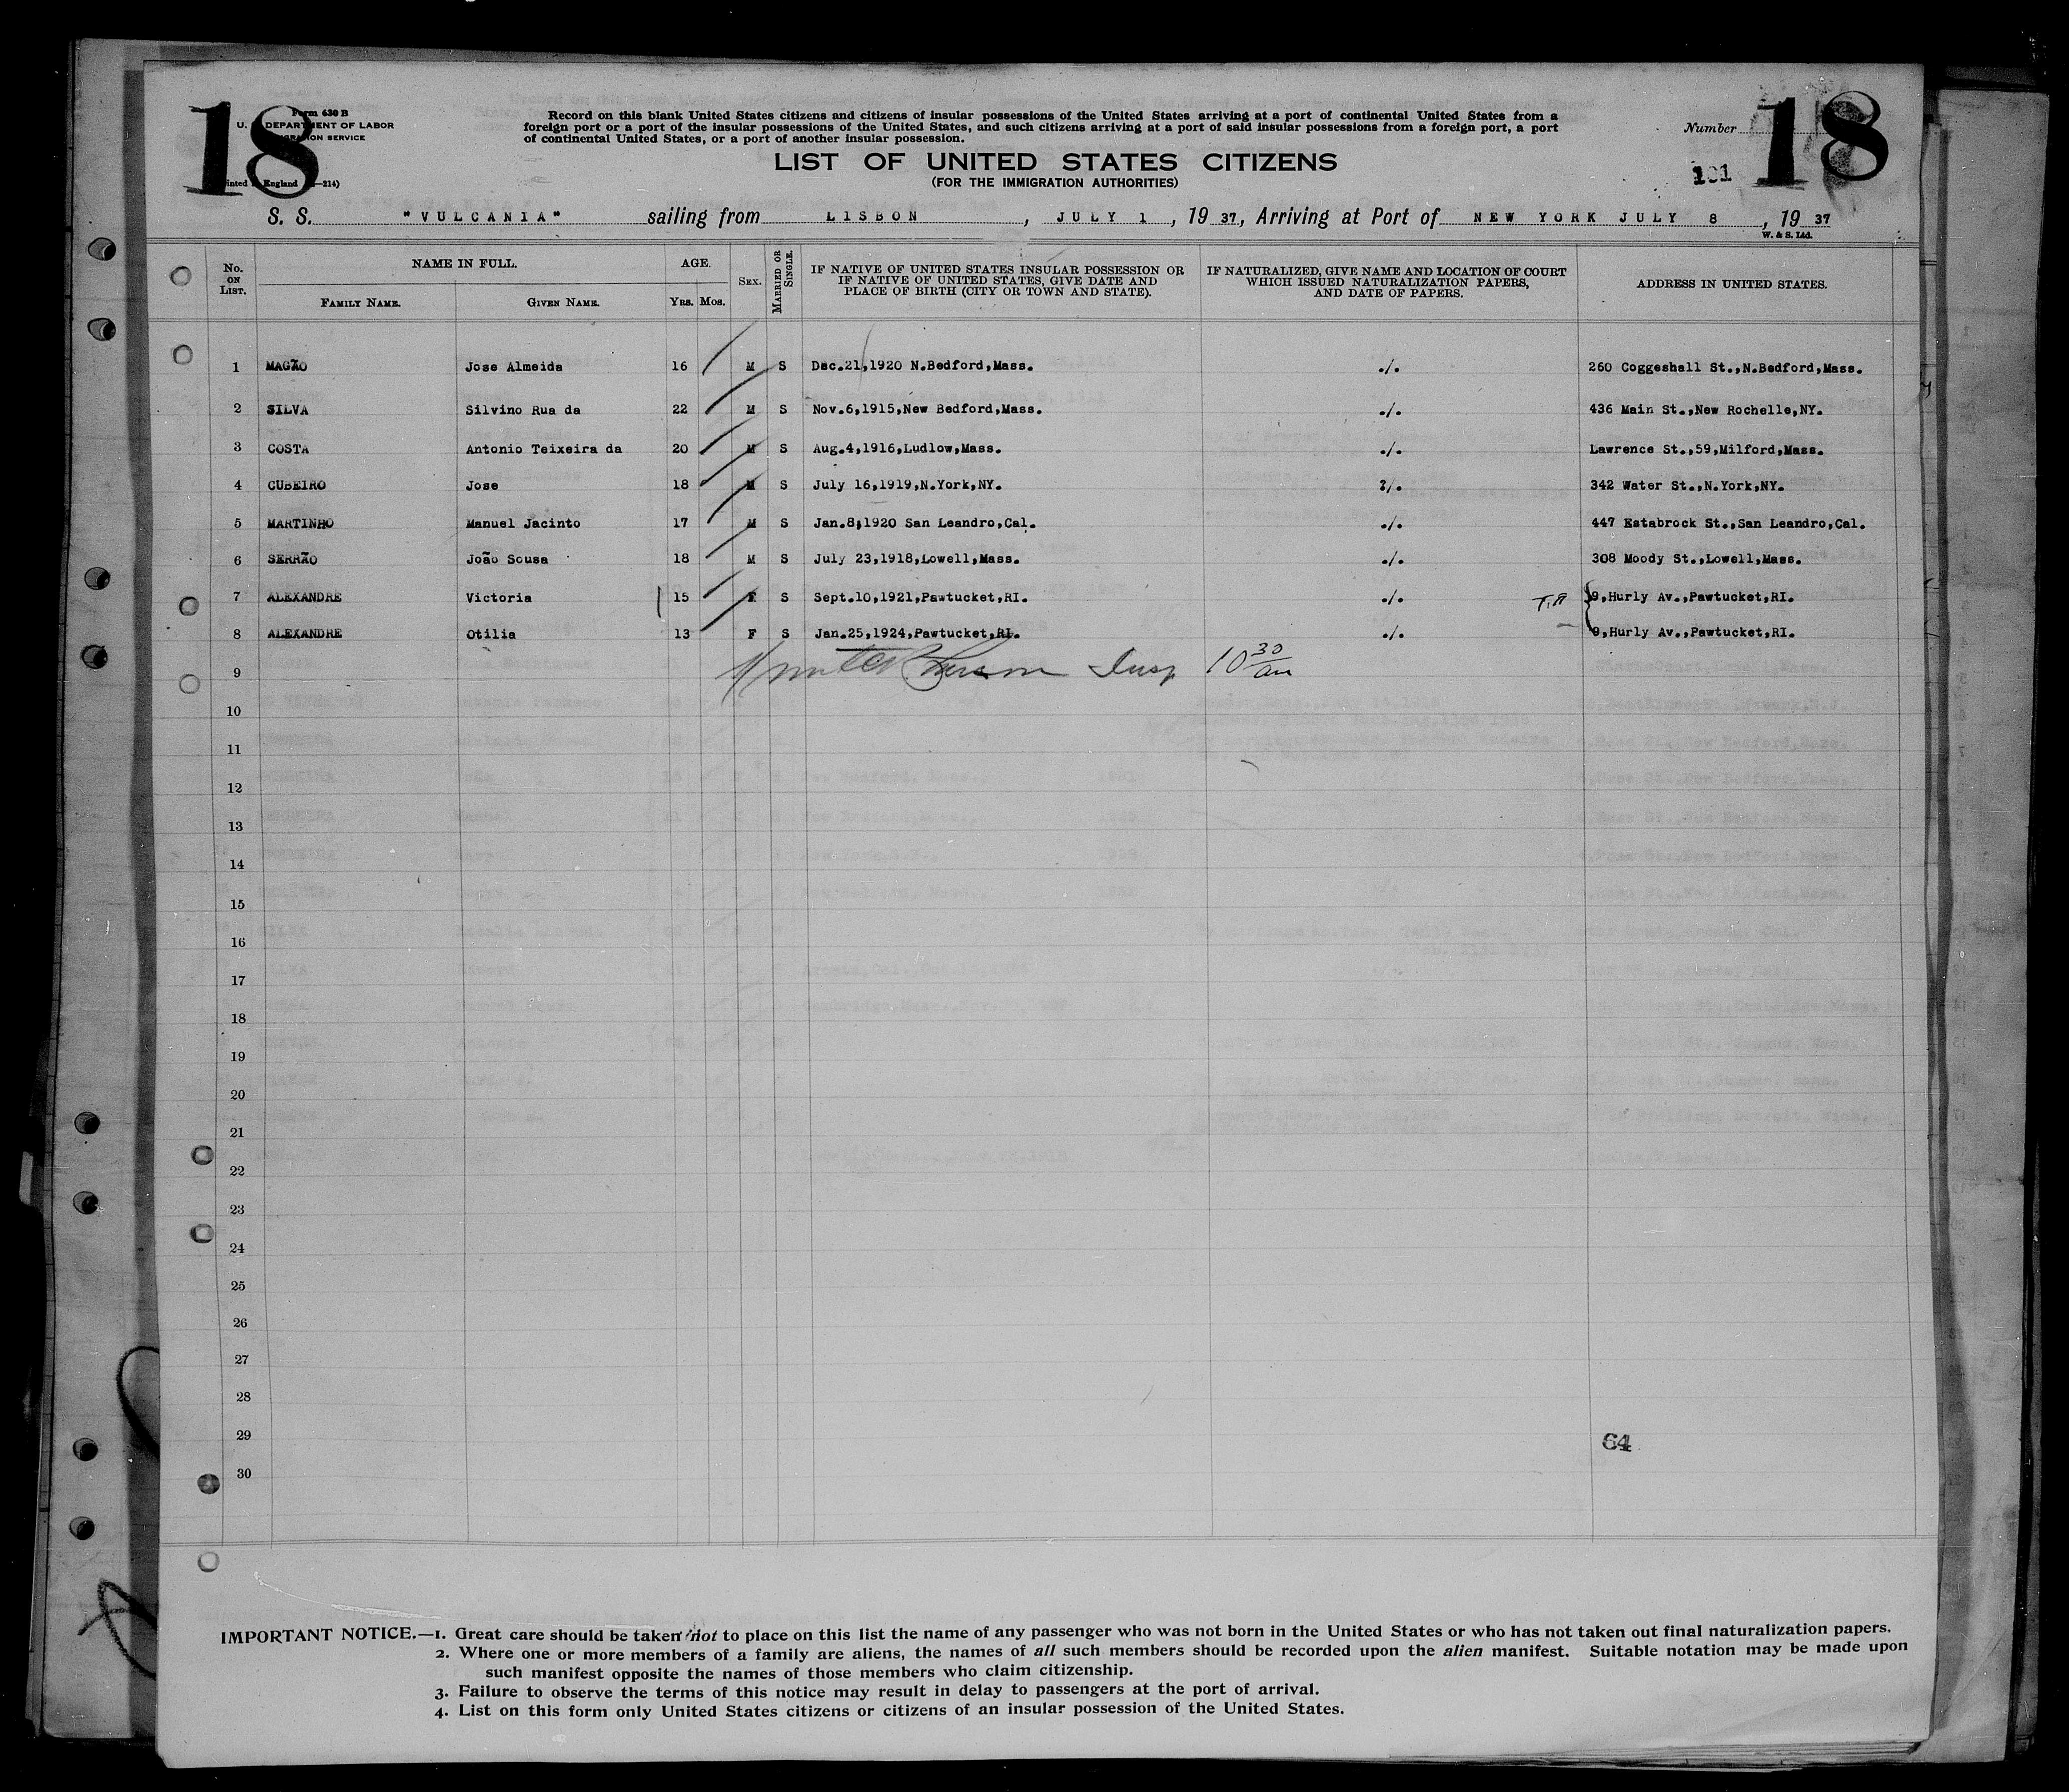 18
Form 630 B
U. DEPARTMENT OF LABOR
IMMIGRATION SERVICE
England —214)
Record on this blank United States citizens and citizens of insular possessions of the United States arriving at a port of continental United States from a
foreign port or a port of the insular possessions of the United States, and such citizens arriving at a port of said insular possessions from a foreign port, a port
of continental United States, or a port of another insular possession.
Number
18
101
LIST OF UNITED STATES CITIZENS
(FOR THE IMMIGRATION AUTHORITIES)
S. S. "VULCANIA" sailing from LISBON, JULY 1, 1937, Arriving at Port of NEW YORK JULY 8, 1937
W. & S. Ltd.
No. ON LIST. NAME IN FULL. AGE. SEX. MARRIED OR SINGLE. IF NATIVE OF UNITED STATES INSULAR POSSESSION OR IF NATIVE OF UNITED STATES, GIVE DATE AND PLACE OF BIRTH (CITY OR TOWN AND STATE). IF NATURALIZED, GIVE NAME AND LOCATION OF COURT WHICH ISSUED NATURALIZATION PAPERS, AND DATE OF PAPERS. ADDRESS IN UNITED STATES.
FAMILY NAME. GIVEN NAME. YRS. MOS.
1 MAGÃO Jose Almeida 16 M S Dec.21,1920 N.Bedford,Mass. ./. 260 Coggeshall St.,N.Bedford,Mass.
2 SILVA Silvino Rua da 22 M S Nov.6,1915,New Bedford,Mass. ./. 436 Main St.,New Rochelle,NY.
3 COSTA Antonio Teixeira da 20 M S Aug.4,1916,Ludlow,Mass. ./. Lawrence St.,59,Milford,Mass.
4 CUBEIRO Jose 18 M S July 16,1919,N.York,NY. ?/. 342 Water St.,N.York,NY.
5 MARTINHO Manuel Jacinto 17 M S Jan.8,1920 San Leandro,Cal. ./. 447 Estabrock St.,San Leandro,Cal.
6 SERRÃO João Sousa 18 M S July 23,1918,Lowell,Mass. ./. 308 Moody St.,Lowell,Mass.
7 ALEXANDRE Victoria 15 F S Sept.10,1921,Pawtucket,RI. ./. 9,Hurly Av.,Pawtucket,RI.
8 ALEXANDRE Otilia 13 F S Jan.25,1924,Pawtucket,RI. ./. 9,Hurly Av.,Pawtucket,RI.
9 Insp 10 30 am
10
11
12
13
14
15
16
17
18
19
20
21
22
23
24
25
26
27
28
29 64
30
IMPORTANT NOTICE.—1. Great care should be taken not to place on this list the name of any passenger who was not born in the United States or who has not taken out final naturalization papers.
2. Where one or more members of a family are aliens, the names of all such members should be recorded upon the alien manifest. Suitable notation may be made upon
such manifest opposite the names of those members who claim citizenship.
3. Failure to observe the terms of this notice may result in delay to passengers at the port of arrival.
4. List on this form only United States citizens or citizens of an insular possession of the United States.